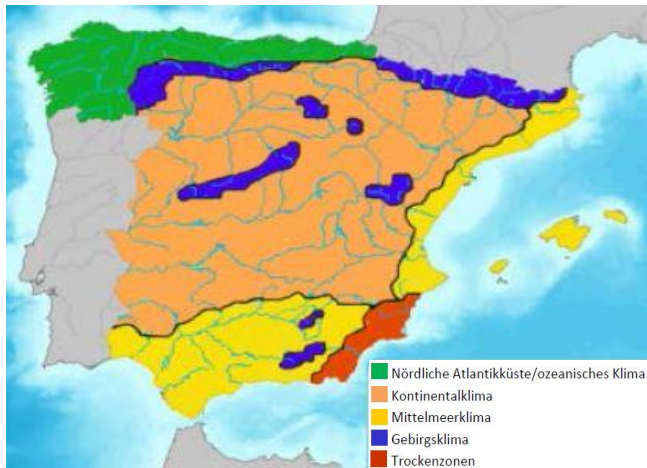 Nördliche Atlantikküste/ozeanisches Klima
Kontinentalklima
Mittelmeerklima
Gebirgsklima
Trockenzonen